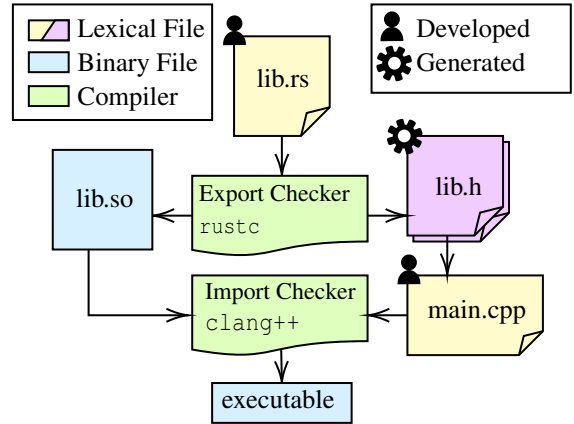 Lexical File
Binary File
Compiler
Developed
Generated
lib.rs
lib.so
Export Checker
rustc
lib.h
Import Checker
clang++
main.cpp
executable